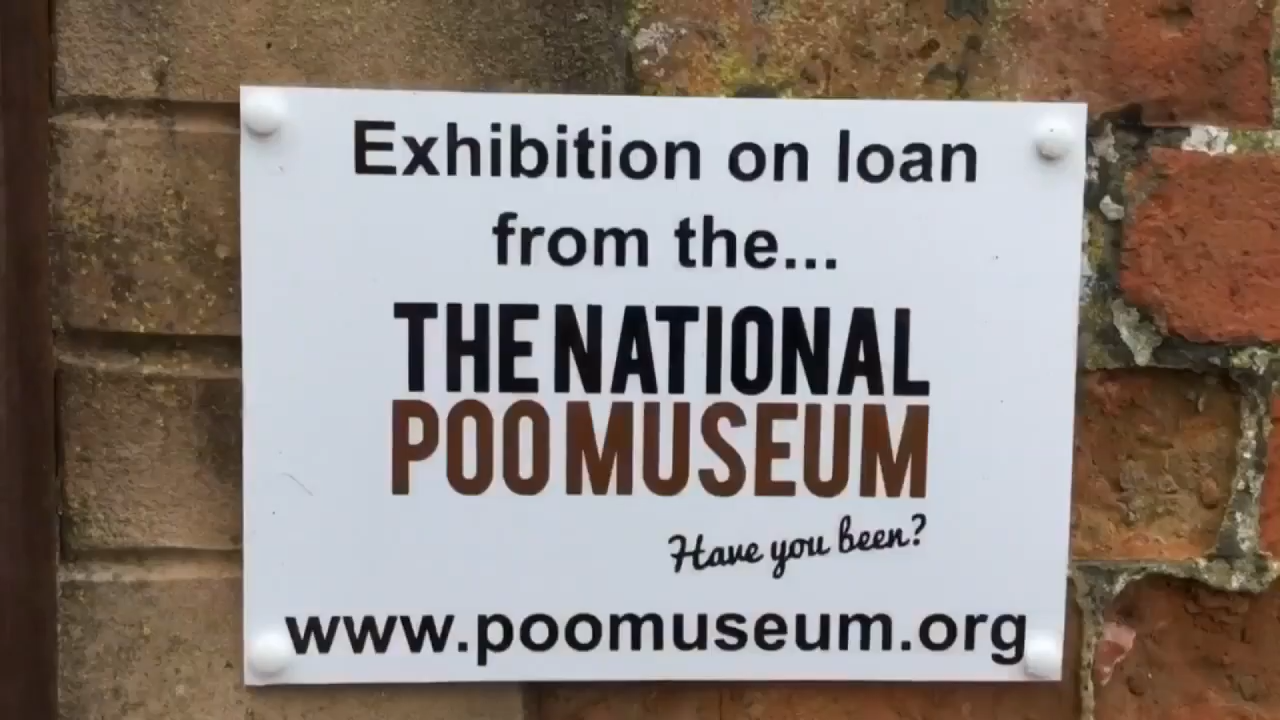 Exhibition on loan
from the...
THE NATIONAL
POO MUSEUM
Have you been?
www.poomuseum.org